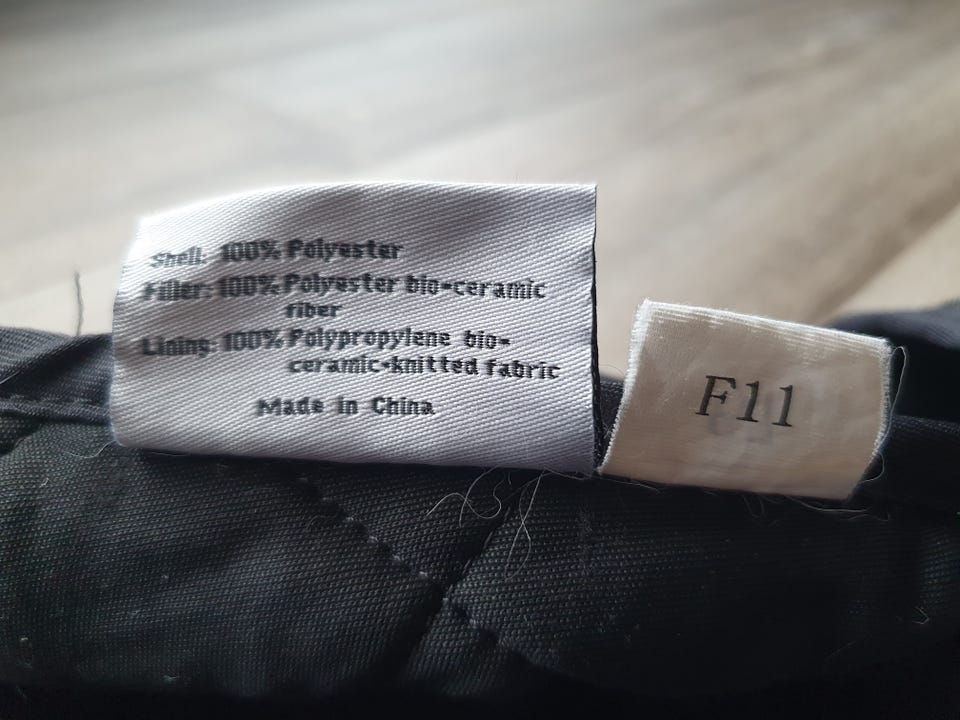 Shell: 100% Polyester
Filler: 100% Polyester bio-ceramic
fiber
Lining: 100% Polypropylene bio-
ceramic-knitted fabric
Made in China
F11